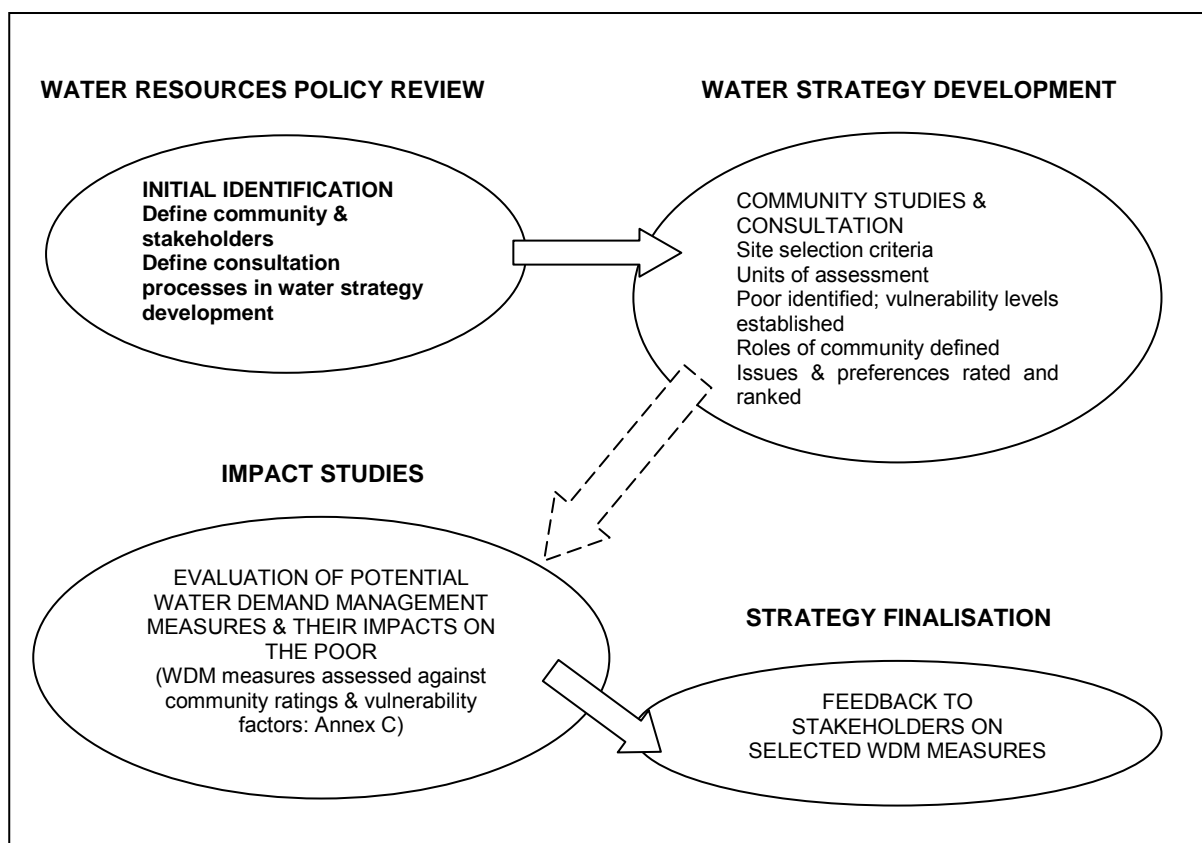 WATER RESOURCES POLICY REVIEW
INITIAL IDENTIFICATION
Define community &
stakeholders
Define consultation
processes in water strategy
development
WATER STRATEGY DEVELOPMENT
COMMUNITY STUDIES &
CONSULTATION
Site selection criteria
Units of assessment
Poor identified; vulnerability levels
established
Roles of community defined
Issues & preferences rated and
ranked
IMPACT STUDIES
EVALUATION OF POTENTIAL
WATER DEMAND MANAGEMENT
MEASURES & THEIR IMPACTS ON
THE POOR
(WDM measures assessed against
community ratings & vulnerability
factors: Annex C)
STRATEGY FINALISATION
FEEDBACK TO
STAKEHOLDERS ON
SELECTED WDM MEASURES